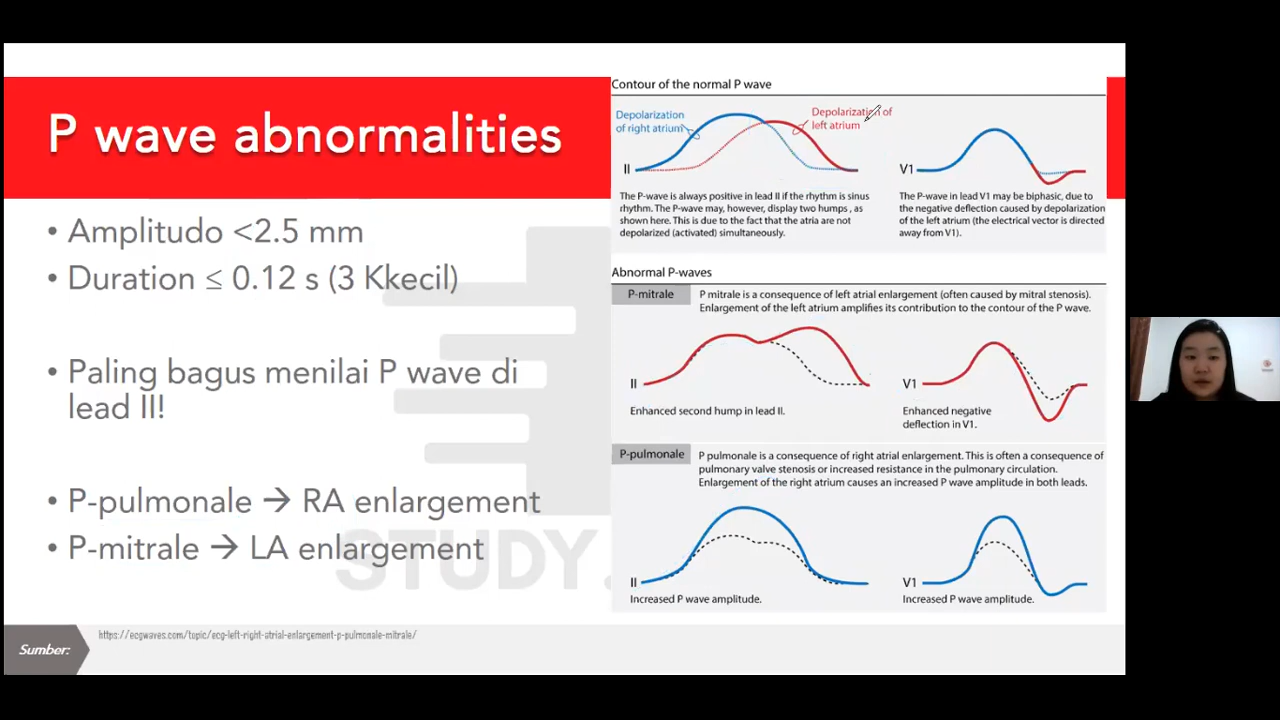 P wave abnormalities
• Amplitudo <2.5 mm
• Duration ≤ 0.12 s (3 Kkecil)
• Paling bagus menilai P wave di
lead II!
• P-pulmonale → RA enlargement
• P-mitrale → LA enlargement
STUDY.
Contour of the normal P wave
Depolarization
of right atrium
Depolarization of
left atrium
II
V1
The P-wave is always positive in lead II if the rhythm is sinus
rhythm. The P-wave may, however, display two humps , as
shown here. This is due to the fact that the atria are not
depolarized (activated) simultaneously.
The P-wave in lead V1 may be biphasic, due to
the negative deflection caused by depolarization
of the left atrium (the electrical vector is directed
away from V1).
Abnormal P-waves
P-mitrale
P mitrale is a consequence of left atrial enlargement (often caused by mitral stenosis).
Enlargement of the left atrium amplifies its contribution to the contour of the P wave.
II
V1
Enhanced second hump in lead II.
Enhanced negative
deflection in V1.
P-pulmonale
P pulmonale is a consequence of right atrial enlargement. This is often a consequence of
pulmonary valve stenosis or increased resistance in the pulmonary circulation.
Enlargement of the right atrium causes an increased P wave amplitude in both leads.
II
V1
Increased P wave amplitude.
Increased P wave amplitude.
Sumber:
https://ecgwaves.com/topic/ecg-left-right-atrial-enlargement-p-pulmonale-mitrale/